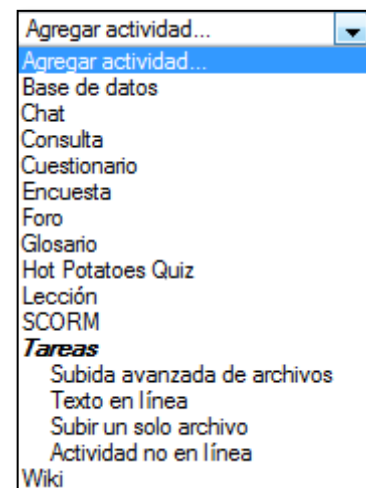 Agregar actividad...
Agregar actividad...
Base de datos
Chat
Consulta
Cuestionario
Encuesta
Foro
Glosario
Hot Potatoes Quiz
Lección
SCORM
Tareas
Subida avanzada de archivos
Texto en línea
Subir un solo archivo
Actividad no en línea
Wiki